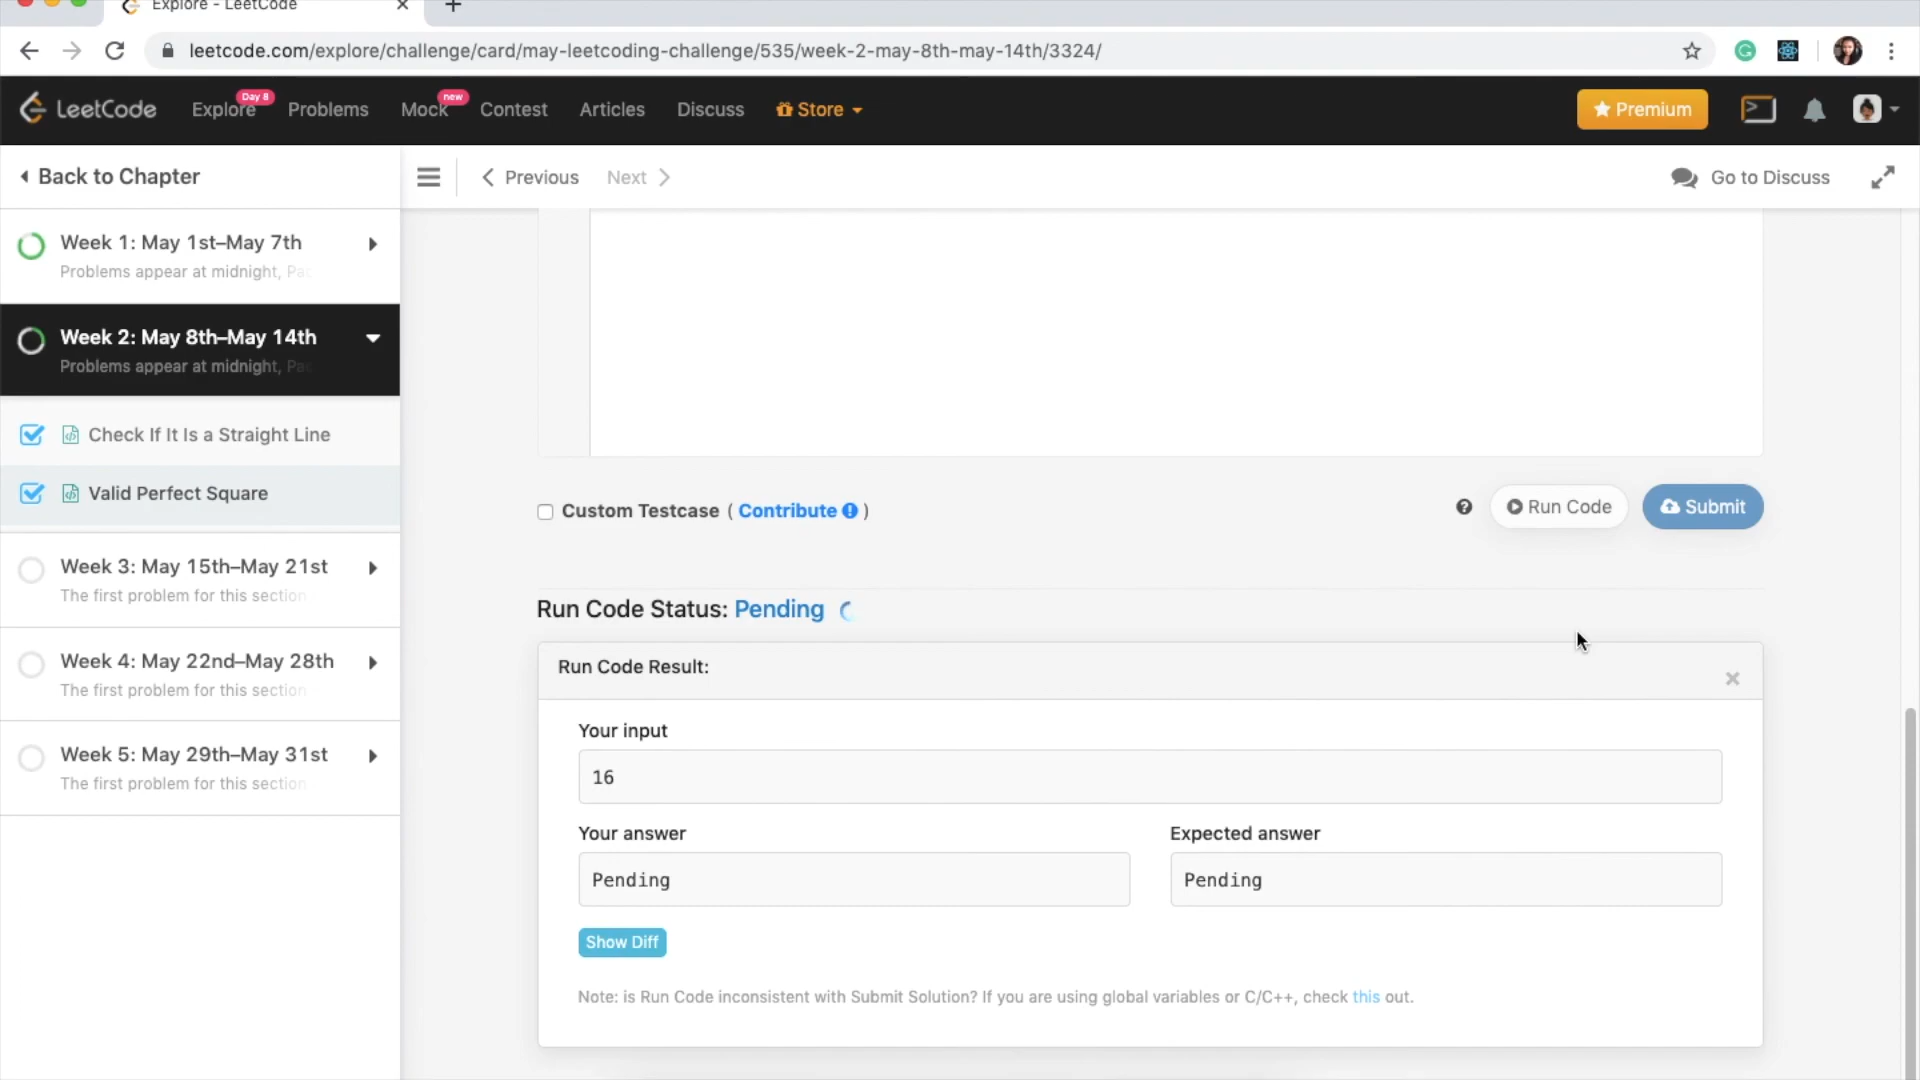 Explore - LeetCode
leetcode.com/explore/challenge/card/may-leetcoding-challenge/535/week-2-may-8th-may-14th/3324/
LeetCode Explore Day 8 Problems Mock new Contest Articles Discuss Store Premium
Back to Chapter
Previous Next Go to Discuss
Week 1: May 1st–May 7th
Problems appear at midnight, Pac
Week 2: May 8th–May 14th
Problems appear at midnight, Pac
Check If It Is a Straight Line
Valid Perfect Square
Week 3: May 15th–May 21st
The first problem for this section
Week 4: May 22nd–May 28th
The first problem for this section
Week 5: May 29th–May 31st
The first problem for this section
Custom Testcase ( Contribute )
Run Code Submit
Run Code Status: Pending
Run Code Result:
Your input
16
Your answer Expected answer
Pending Pending
Show Diff
Note: is Run Code inconsistent with Submit Solution? If you are using global variables or C/C++, check this out.